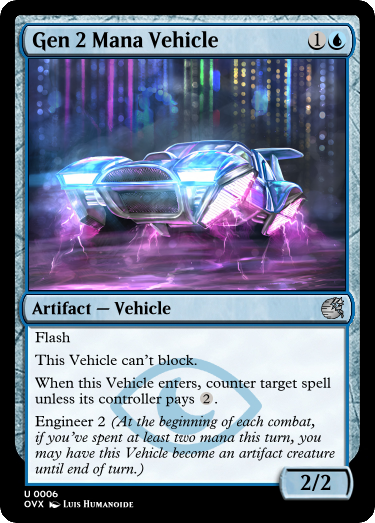 Gen 2 Mana Vehicle 1
Artifact — Vehicle
Flash
This Vehicle can't block.
When this Vehicle enters, counter target spell
unless its controller pays 2.
Engineer 2 (At the beginning of each combat,
if you've spent at least two mana this turn, you
may have this Vehicle become an artifact creature
until end of turn.)
2/2
U 0006
OVX Luis Humanoide